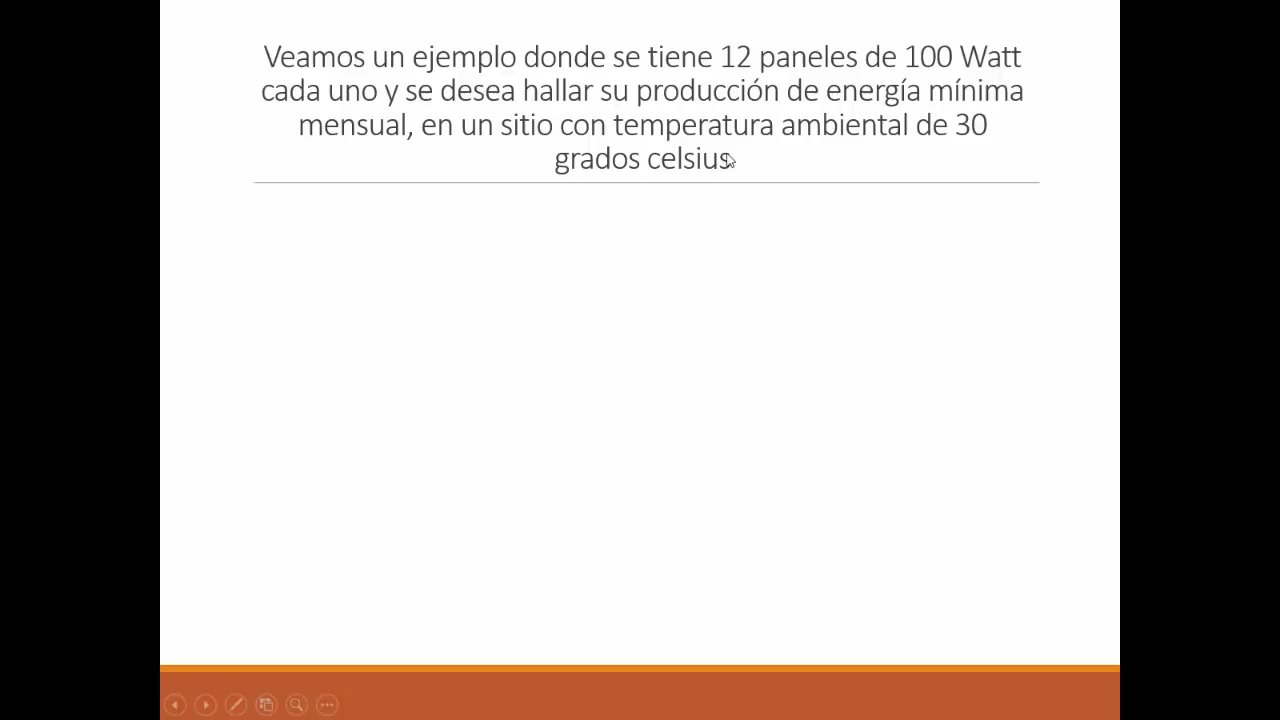 Veamos un ejemplo donde se tiene 12 paneles de 100 Watt
cada uno y se desea hallar su producción de energía mínima
mensual, en un sitio con temperatura ambiental de 30
grados celsius